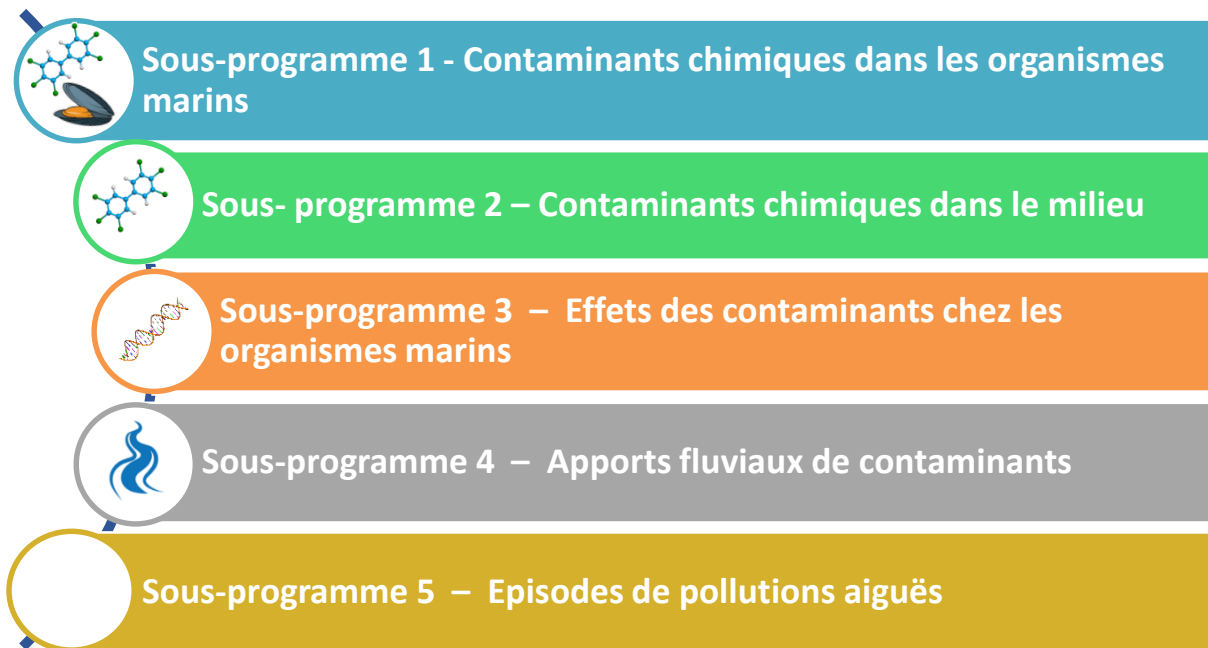 Sous-programme 1 - Contaminants chimiques dans les organismes
marins
Sous- programme 2 – Contaminants chimiques dans le milieu
Sous-programme 3 – Effets des contaminants chez les
organismes marins
Sous-programme 4 – Apports fluviaux de contaminants
Sous-programme 5 – Episodes de pollutions aiguës